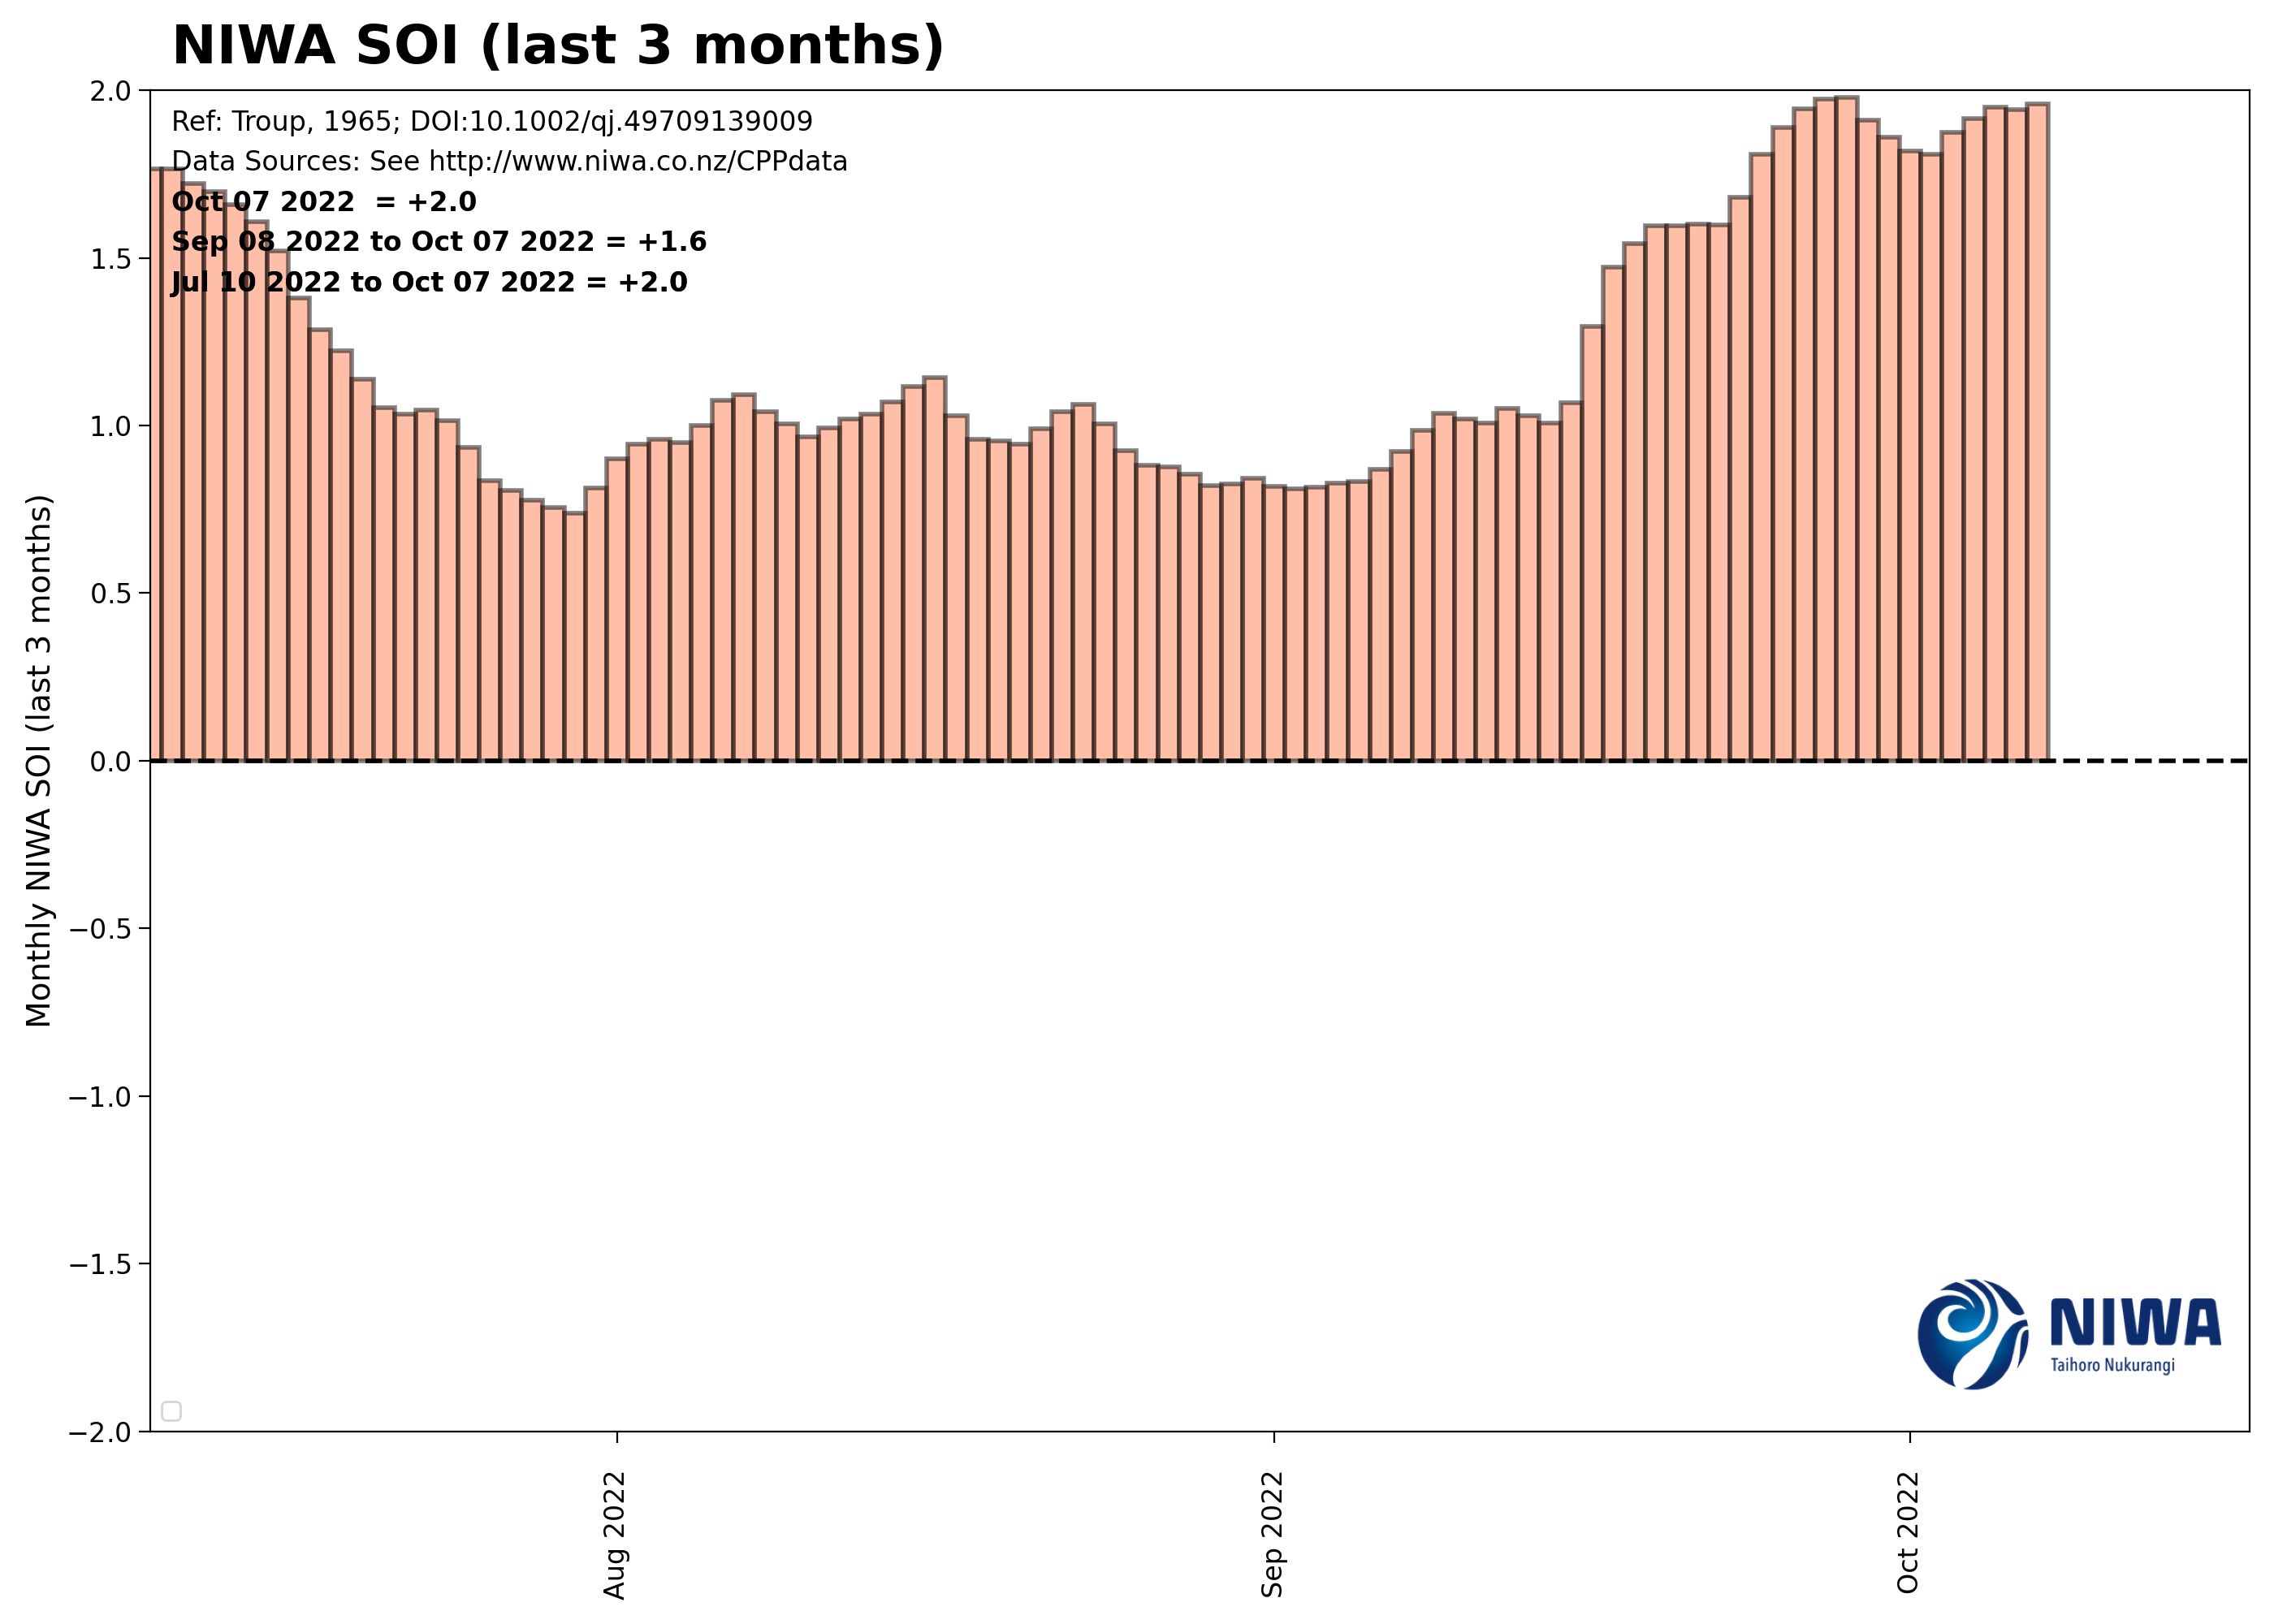 NIWA SOI (last 3 months)
Ref: Troup, 1965; DOI:10.1002/qj.49709139009
Data Sources: See http://www.niwa.co.nz/CPPdata
Oct 07 2022  = +2.0
Sep 08 2022 to Oct 07 2022 = +1.6
Jul 10 2022 to Oct 07 2022 = +2.0
Monthly NIWA SOI (last 3 months)
2.0
1.5
1.0
0.5
0.0
−0.5
−1.0
−1.5
−2.0
NIWA
Taihoro Nukurangi
Aug 2022
Sep 2022
Oct 2022